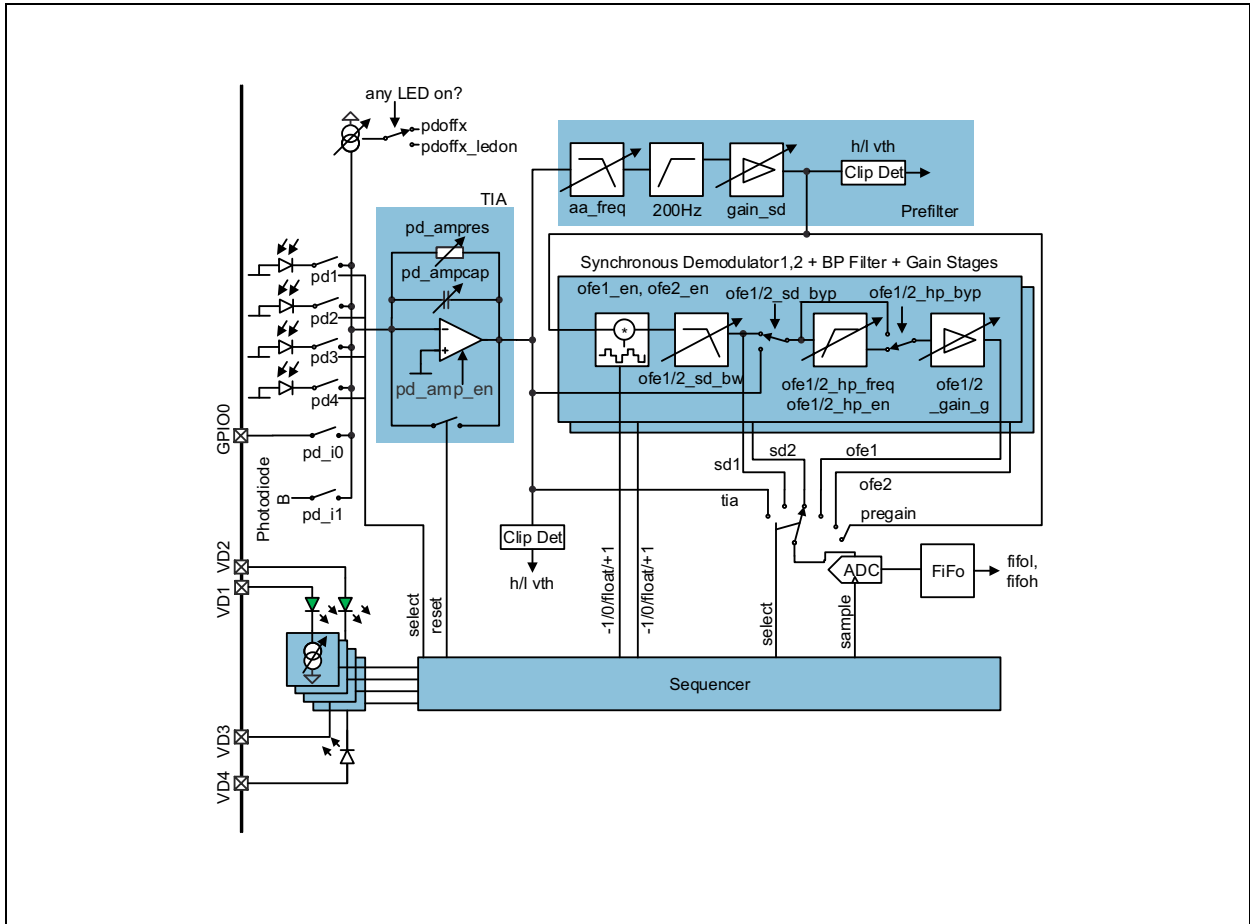 any LED on?
pdoffx
pdoffx_ledon
h/l vth
Clip Det
aa_freq
200Hz
gain_sd
Prefilter
TIA
pd_ampres
pd_ampcap
pd_amp_en
Synchronous Demodulator1,2 + BP Filter + Gain Stages
ofe1_en, ofe2_en
ofe1/2_sd_byp
ofe1/2_hp_byp
*
ofe1/2_sd_bw
ofe1/2_hp_freq
ofe1/2_hp_en
ofe1/2
_gain_g
pd1
pd2
pd3
pd4
GPIO0
pd_i0
Photodiode
B
pd_i1
sd1
sd2
ofe1
ofe2
tia
pregain
Clip Det
h/l vth
ADC
FiFo
fifol,
fifoh
VD2
VD1
select
reset
-1/0/float/+1
-1/0/float/+1
select
sample
Sequencer
VD3
VD4